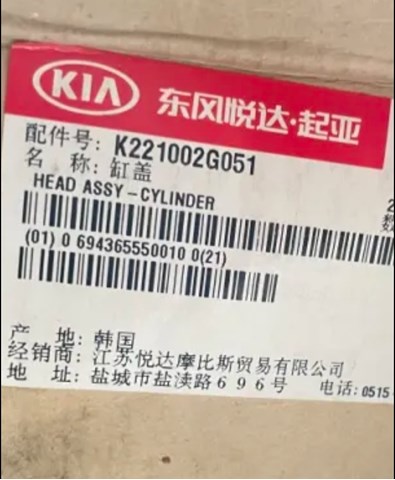 KIA 东风悦达·起亚
配件号: K221002G051
名 称: 缸盖
HEAD ASSY-CYLINDER
(01) 0 694365550010 0(21)
产 地: 韩国
经销商: 江苏悦达摩比斯贸易有限公司
地 址: 盐城市盐渎路696号 电话: 0515